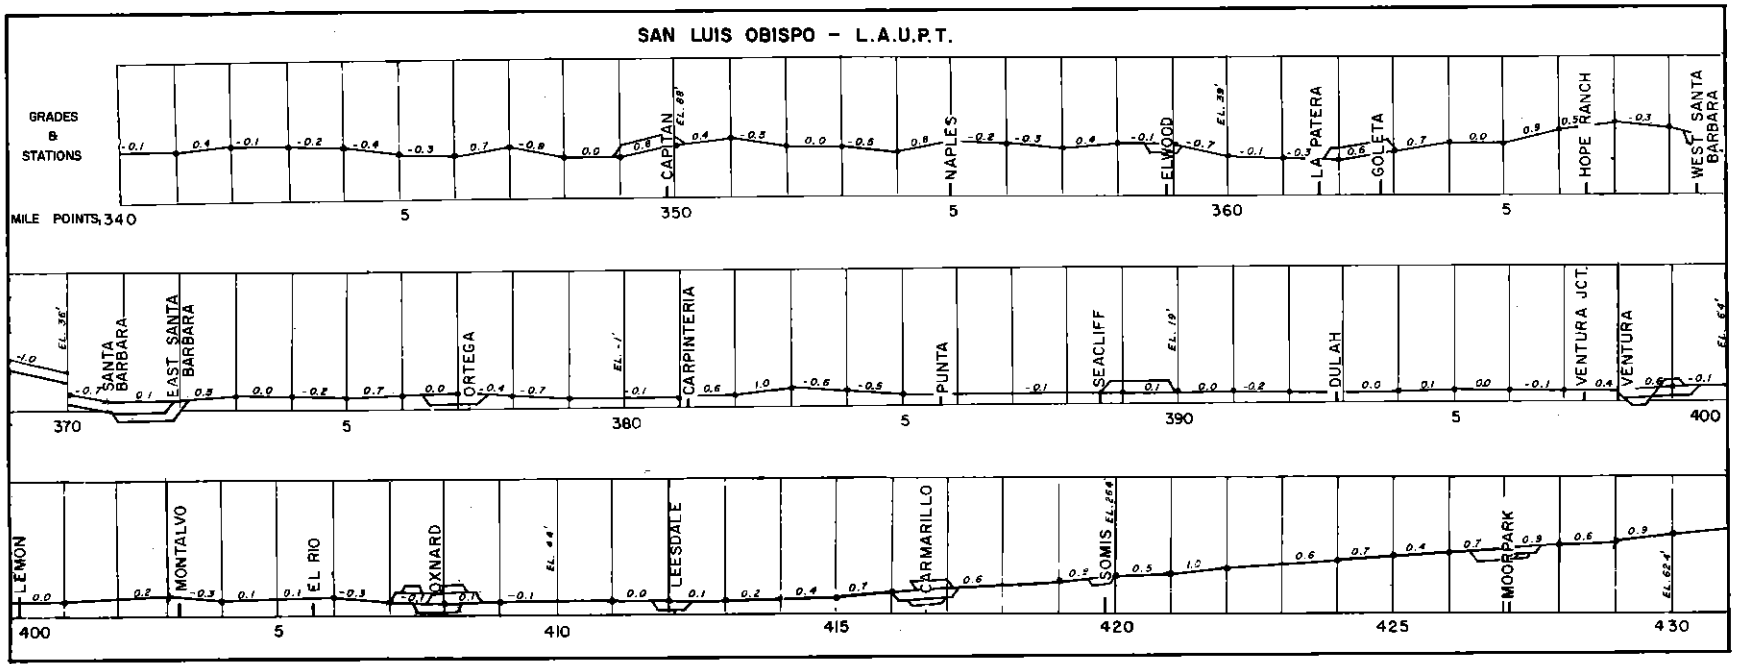 SAN LUIS OBISPO - L.A.U.P.T.
GRADES
&
STATIONS
-0.1 0.4 -0.1 -0.2 -0.4 -0.3 0.7 -0.8 0.0 0.8 0.4 -0.5 0.0 -0.5 0.8 -0.2 -0.3 0.4 -0.1 -0.7 -0.1 -0.3 0.6 0.7 0.0 0.9 0.5 -0.3
CAPITAN
EL. 88'
NAPLES
ELWOOD
EL. 39'
LA PATERA
GOLETA
HOPE RANCH
WEST SANTA
BARBARA
MILE POINTS, 340 5 350 5 360 5
-1.0 -0.7 0.1 0.5 0.0 -0.2 0.7 0.0 -0.4 -0.7 -0.1 0.6 1.0 -0.6 -0.5 -0.1 0.1 0.0 -0.2 0.0 0.1 0.0 -0.1 0.4 0.6 -0.1
EL. 36'
SANTA
BARBARA
EAST SANTA
BARBARA
ORTEGA
EL. -1'
CARPINTERIA
PUNTA
SEACLIFF
EL. 19'
DULAH
VENTURA JCT.
VENTURA
EL. 64'
370 5 380 5 390 5 400
0.0 0.2 -0.3 0.1 0.1 -0.3 -0.1 0.1 -0.1 0.0 0.1 0.2 0.4 0.7 0.6 0.9 0.5 1.0 0.6 0.7 0.4 0.7 0.9 0.6 0.9
LEMON
MONTALVO
EL RIO
OXNARD
EL. 44'
LEESDALE
CAMARILLO
SOMIS
EL. 264'
MOORPARK
EL. 624'
400 5 410 415 420 425 430